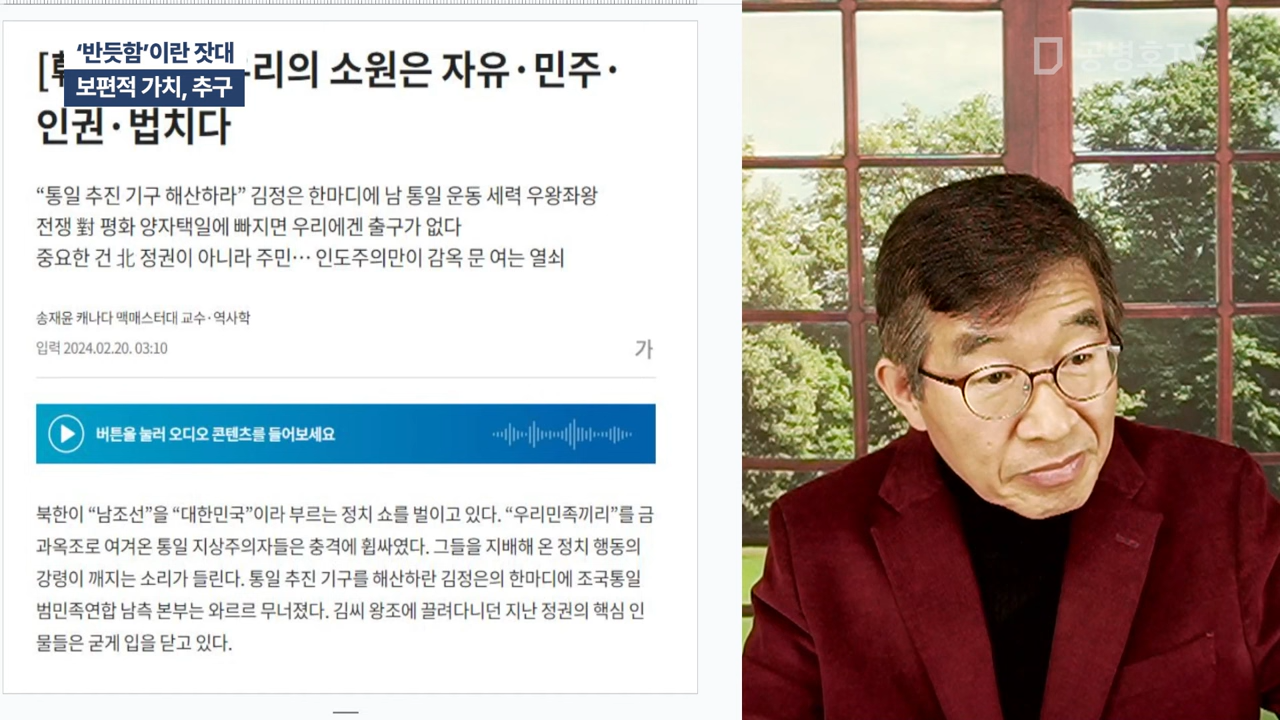 ‘반듯함’이란 잣대
보편적 가치, 추구
리의 소원은 자유·민주·
인권·법치다
“통일 추진 기구 해산하라” 김정은 한마디에 남 통일 운동 세력 우왕좌왕
전쟁 對 평화 양자택일에 빠지면 우리에겐 출구가 없다
중요한 건 北 정권이 아니라 주민… 인도주의만이 감옥 문 여는 열쇠
송재윤 캐나다 맥매스터대 교수·역사학
입력 2024.02.20. 03:10
가
버튼을 눌러 오디오 콘텐츠를 들어보세요
북한이 “남조선”을 “대한민국”이라 부르는 정치 쇼를 벌이고 있다. “우리민족끼리”를 금
과옥조로 여겨온 통일 지상주의자들은 충격에 휩싸였다. 그들을 지배해 온 정치 행동의
강령이 깨지는 소리가 들린다. 통일 추진 기구를 해산하란 김정은의 한마디에 조국통일
범민족연합 남측 본부는 와르르 무너졌다. 김씨 왕조에 끌려다니던 지난 정권의 핵심 인
물들은 굳게 입을 닫고 있다.
공병호TV